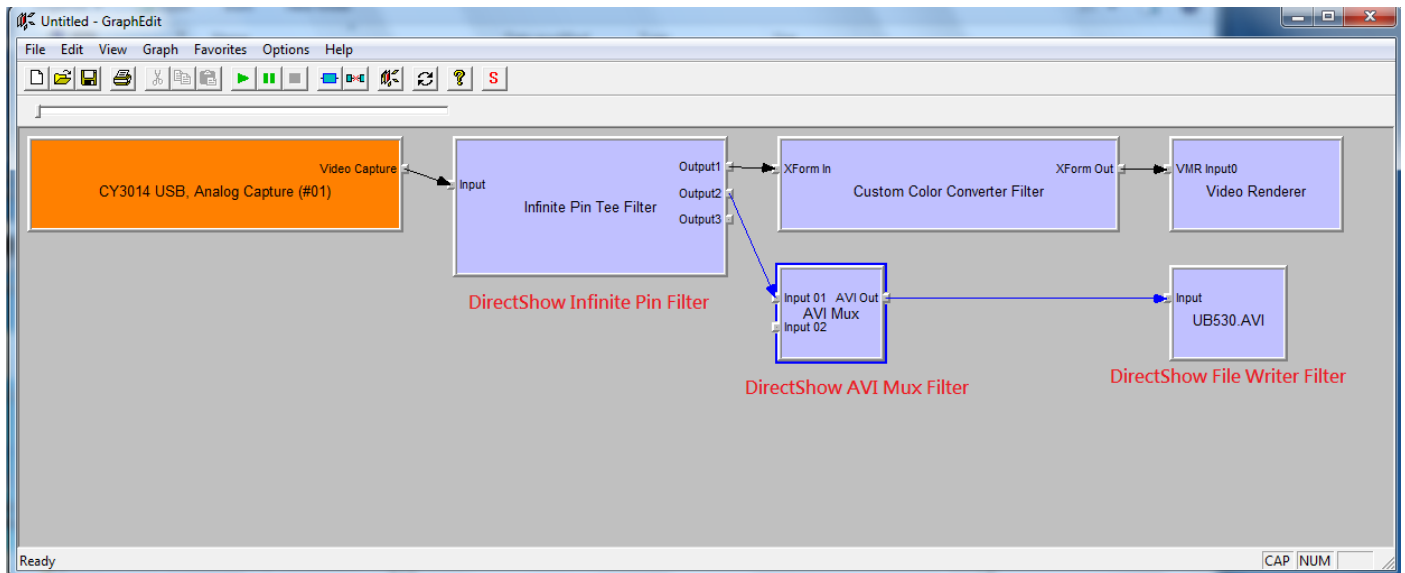 Untitled - GraphEdit
File Edit View Graph Favorites Options Help
S
Video Capture
CY3014 USB, Analog Capture (#01)
Input
Output1
Output2
Output3
Infinite Pin Tee Filter
XForm In
XForm Out
Custom Color Converter Filter
VMR Input0
Video Renderer
DirectShow Infinite Pin Filter
Input 01 AVI Out
AVI Mux
Input 02
Input
UB530.AVI
DirectShow AVI Mux Filter
DirectShow File Writer Filter
Ready
CAP NUM